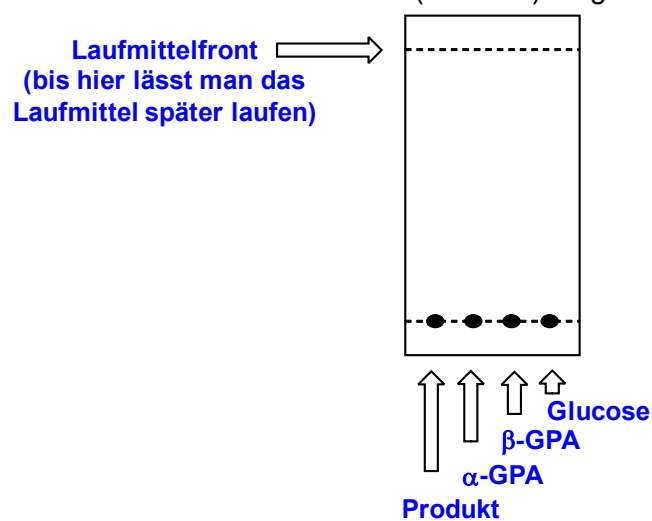 Laufmittelfront
(bis hier lässt man das
Laufmittel später laufen)
Glucose
β-GPA
α-GPA
Produkt